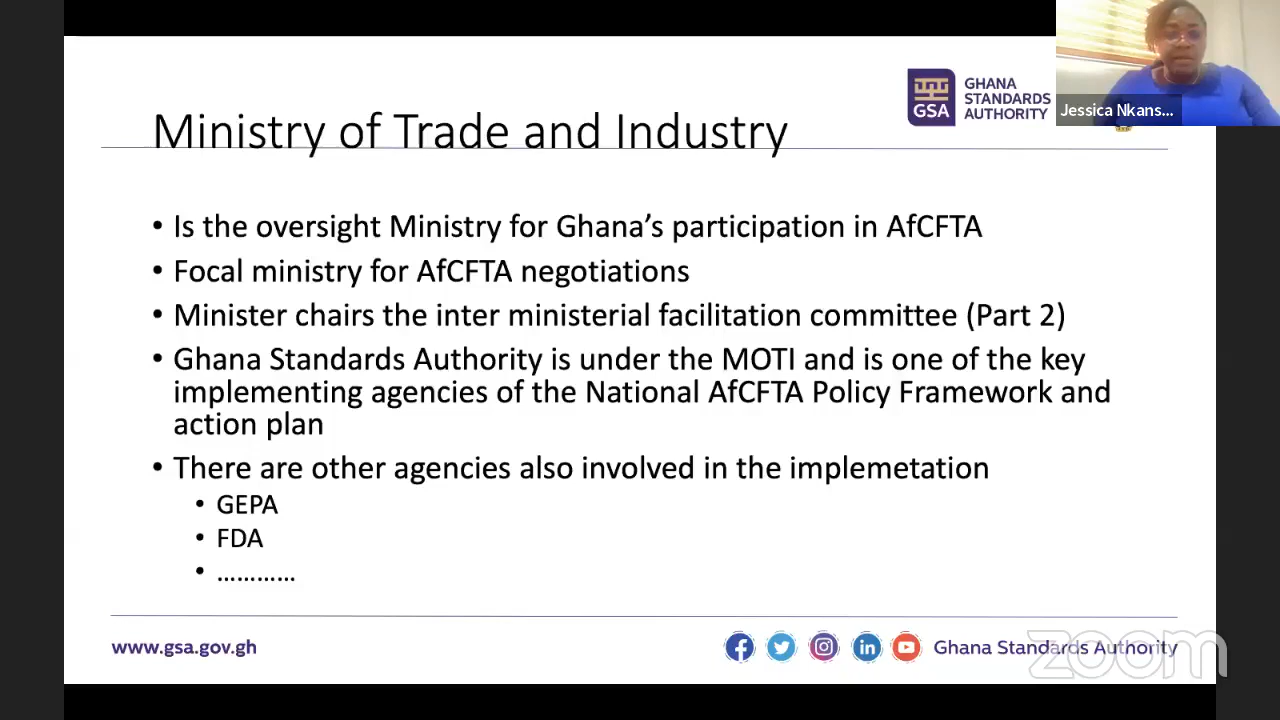 GSA
GHANA
STANDARDS
AUTHORITY
Jessica Nkans...
Ministry of Trade and Industry
• Is the oversight Ministry for Ghana’s participation in AfCFTA
• Focal ministry for AfCFTA negotiations
• Minister chairs the inter ministerial facilitation committee (Part 2)
• Ghana Standards Authority is under the MOTI and is one of the key
implementing agencies of the National AfCFTA Policy Framework and
action plan
• There are other agencies also involved in the implemetation
• GEPA
• FDA
• …………
www.gsa.gov.gh
Ghana Standards Authority
zoom